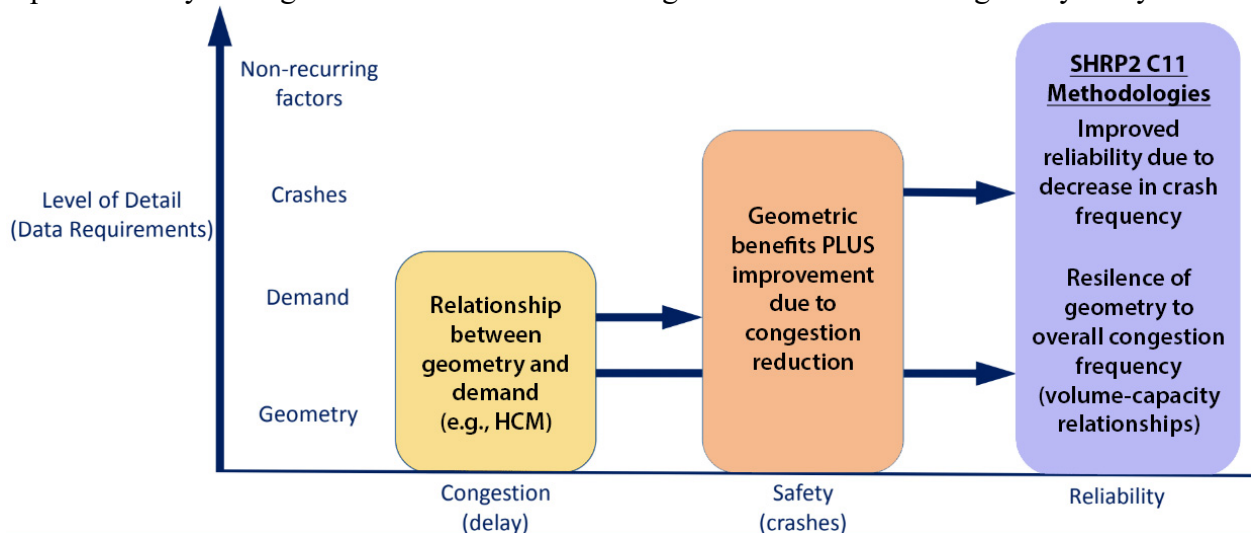 Non-recurring
factors
Crashes
Level of Detail
(Data Requirements)
Demand
Geometry
Relationship
between
geometry and
demand
(e.g., HCM)
Geometric
benefits PLUS
improvement
due to
congestion
reduction
SHRP2 C11
Methodologies
Improved
reliability due to
decrease in crash
frequency
Resilence of
geometry to
overall congestion
frequency
(volume-capacity
relationships)
Congestion
(delay)
Safety
(crashes)
Reliability